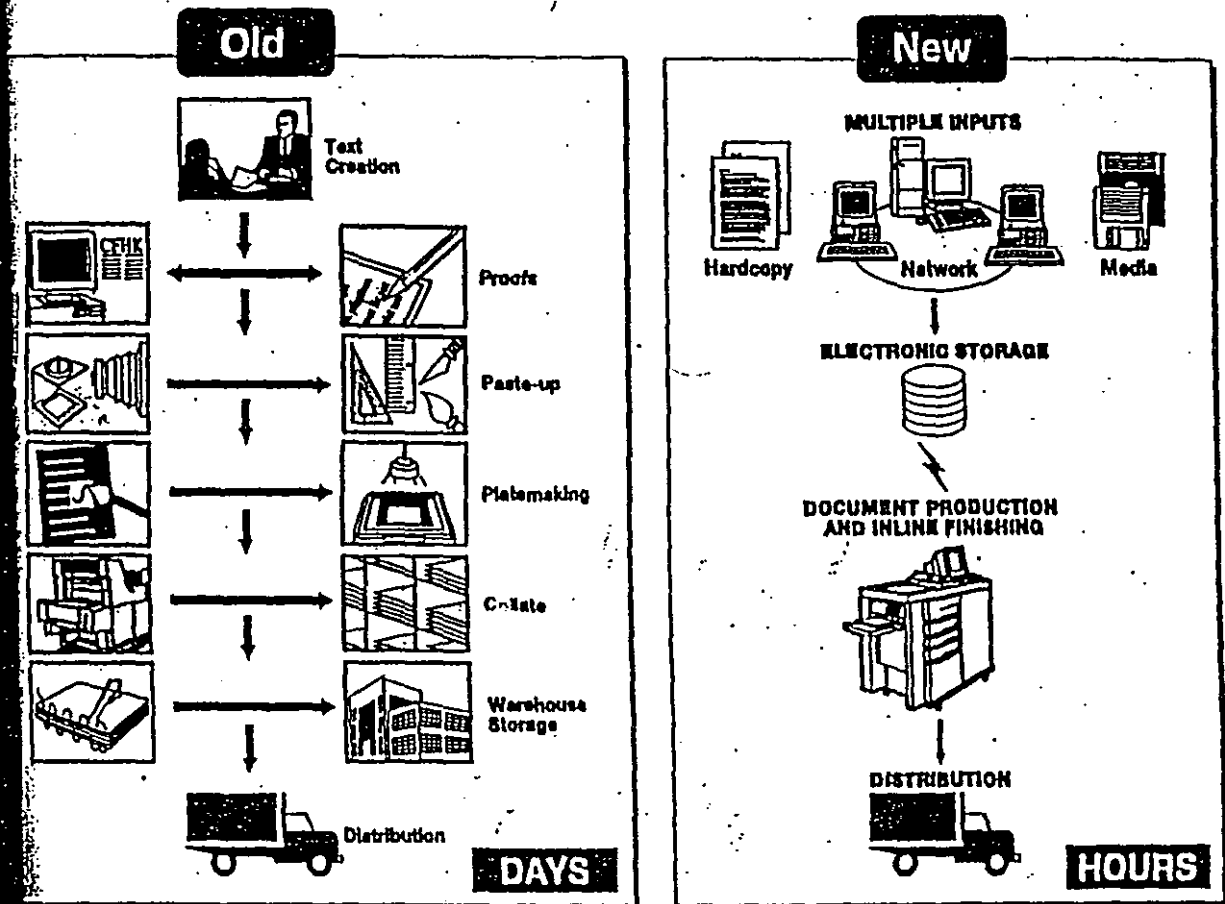 Old
Text
Creation
Proofs
Paste-up
Platemaking
Collate
Warehouse
Storage
Distribution
DAYS
New
MULTIPLE INPUTS
Hardcopy
Network
Media
ELECTRONIC STORAGE
DOCUMENT PRODUCTION
AND INLINE FINISHING
DISTRIBUTION
HOURS